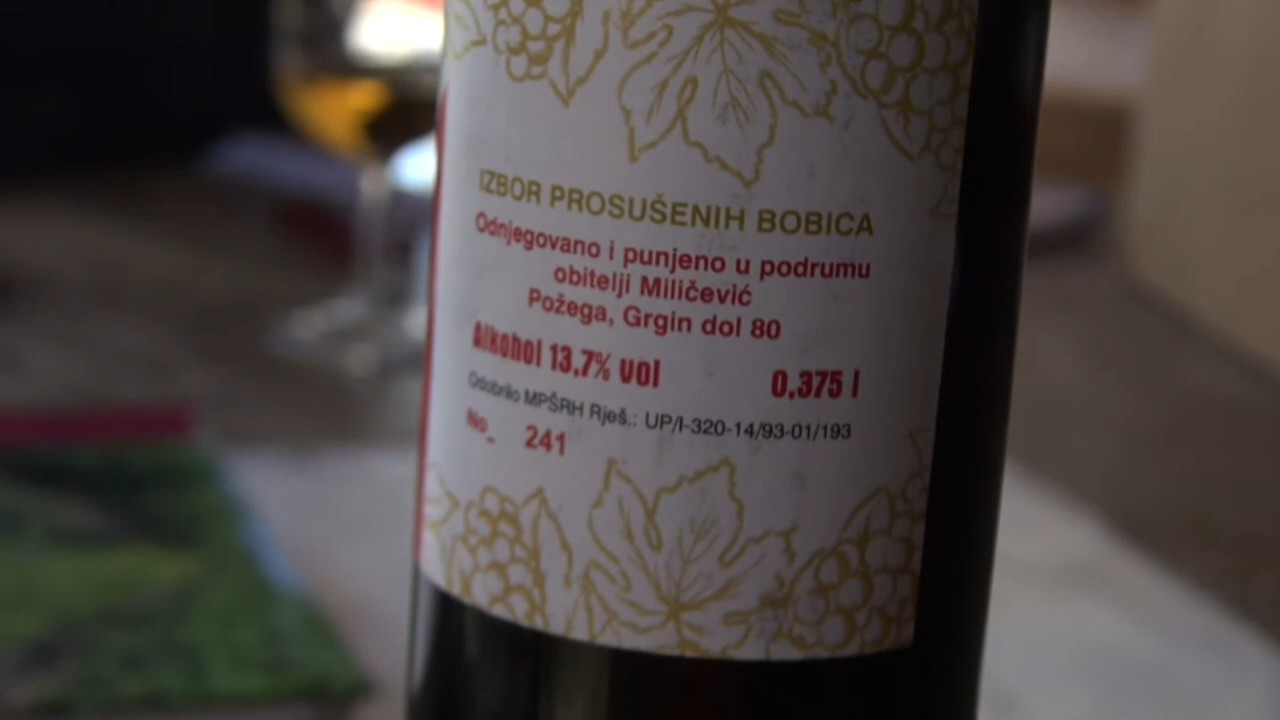 IZBOR PROSUŠENIH BOBICA
Odnjegovano i punjeno u podrumu
obitelji Miličević
Požega, Grgin dol 80
Alkohol 13,7% vol 0,375 l
Odobrilo MPŠRH Rješ.: UP/I-320-14/93-01/193
No_ 241